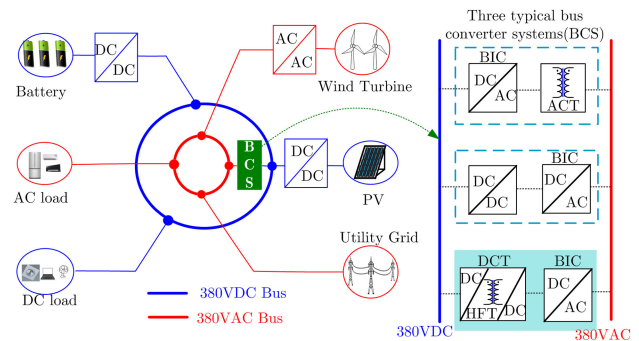 DC
DC
Battery
AC
AC
Wind Turbine
AC load
B
C
S
DC
DC
PV
DC load
Utility Grid
380VDC Bus
380VAC Bus
Three typical bus
converter systems(BCS)
BIC
DC
AC
ACT
BIC
DC
DC
DC
AC
DCT
BIC
DC
HFT
DC
DC
AC
380VDC
380VAC